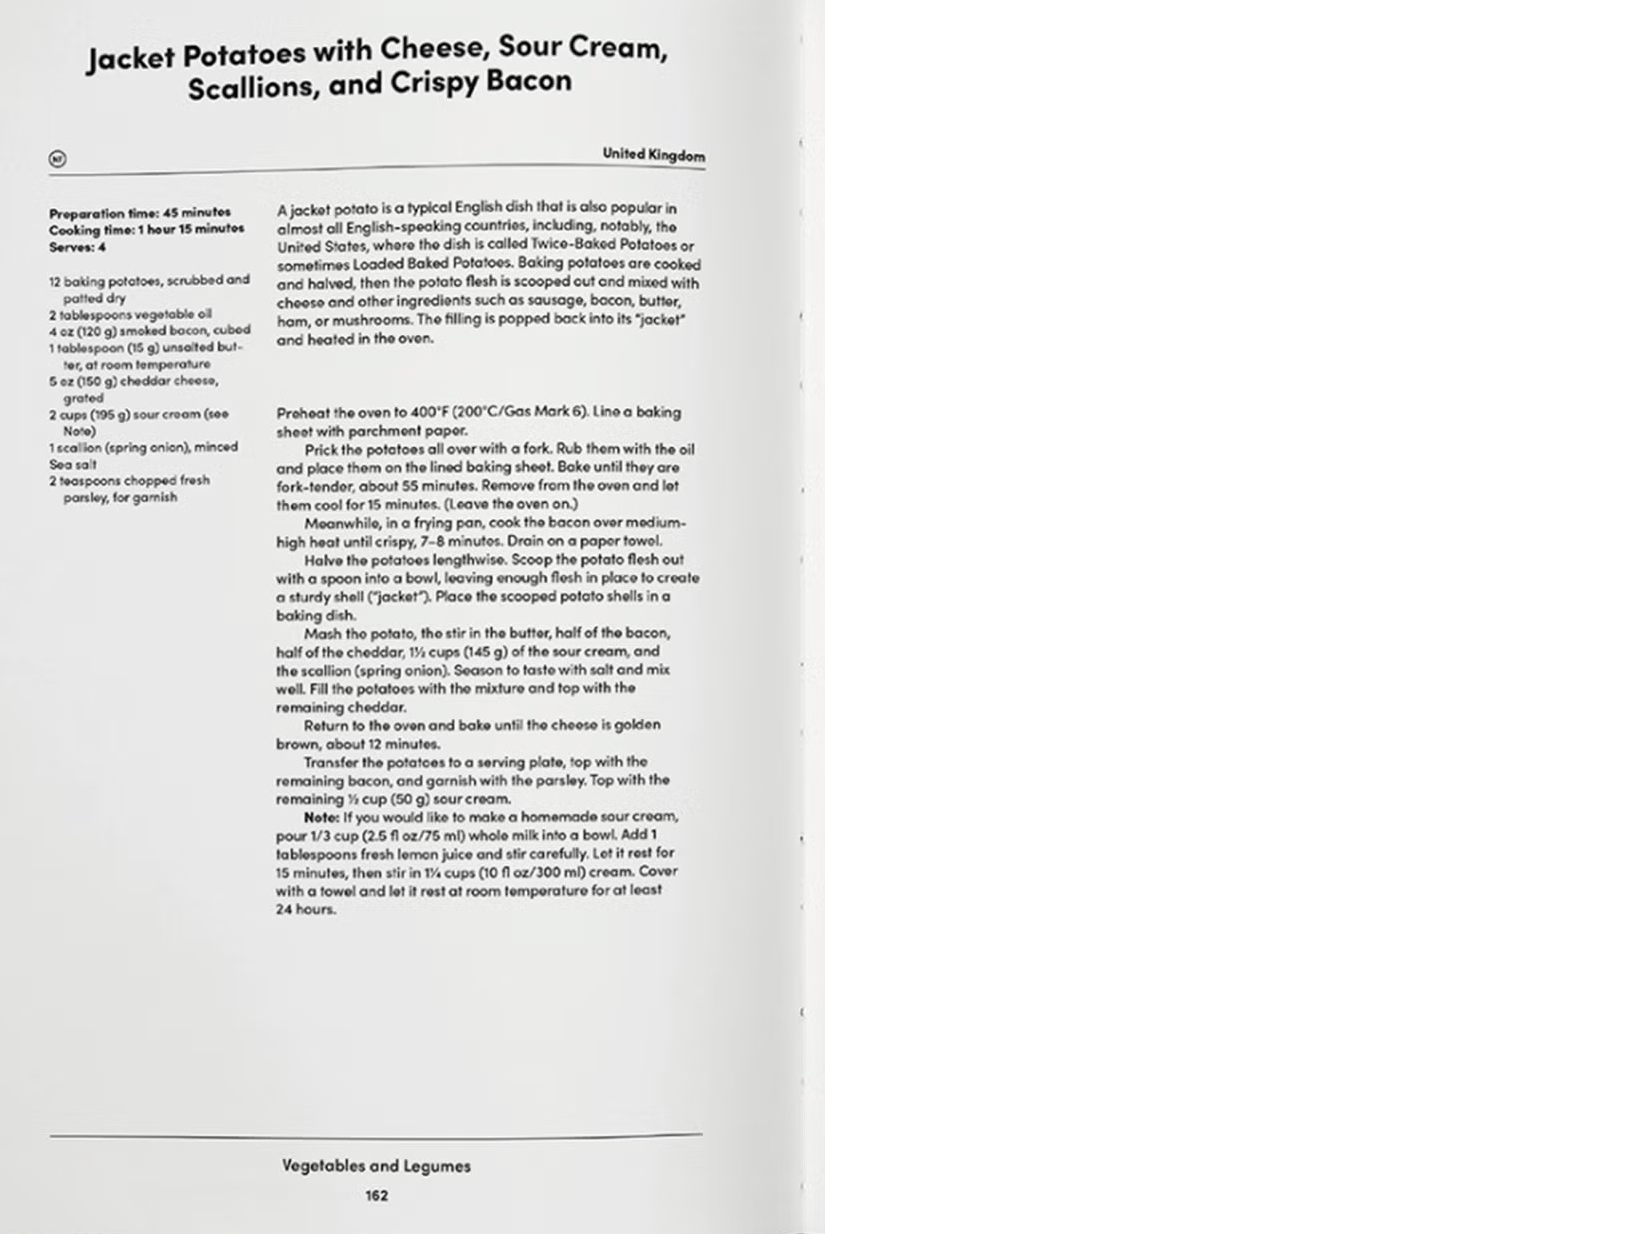 Jacket Potatoes with Cheese, Sour Cream,
Scallions, and Crispy Bacon
NF
United Kingdom
Preparation time: 45 minutes
Cooking time: 1 hour 15 minutes
Serves: 4
12 baking potatoes, scrubbed and
patted dry
2 tablespoons vegetable oil
4 oz (120 g) smoked bacon, cubed
1 tablespoon (15 g) unsalted but-
ter, at room temperature
5 oz (150 g) cheddar cheese,
grated
2 cups (195 g) sour cream (see
Note)
1 scallion (spring onion), minced
Sea salt
2 teaspoons chopped fresh
parsley, for garnish
A jacket potato is a typical English dish that is also popular in
almost all English-speaking countries, including, notably, the
United States, where the dish is called Twice-Baked Potatoes or
sometimes Loaded Baked Potatoes. Baking potatoes are cooked
and halved, then the potato flesh is scooped out and mixed with
cheese and other ingredients such as sausage, bacon, butter,
ham, or mushrooms. The filling is popped back into its "jacket"
and heated in the oven.
Preheat the oven to 400°F (200°C/Gas Mark 6). Line a baking
sheet with parchment paper.
Prick the potatoes all over with a fork. Rub them with the oil
and place them on the lined baking sheet. Bake until they are
fork-tender, about 55 minutes. Remove from the oven and let
them cool for 15 minutes. (Leave the oven on.)
Meanwhile, in a frying pan, cook the bacon over medium-
high heat until crispy, 7–8 minutes. Drain on a paper towel.
Halve the potatoes lengthwise. Scoop the potato flesh out
with a spoon into a bowl, leaving enough flesh in place to create
a sturdy shell ("jacket"). Place the scooped potato shells in a
baking dish.
Mash the potato, the stir in the butter, half of the bacon,
half of the cheddar, 1½ cups (145 g) of the sour cream, and
the scallion (spring onion). Season to taste with salt and mix
well. Fill the potatoes with the mixture and top with the
remaining cheddar.
Return to the oven and bake until the cheese is golden
brown, about 12 minutes.
Transfer the potatoes to a serving plate, top with the
remaining bacon, and garnish with the parsley. Top with the
remaining ½ cup (50 g) sour cream.
Note: If you would like to make a homemade sour cream,
pour 1/3 cup (2.5 fl oz/75 ml) whole milk into a bowl. Add 1
tablespoons fresh lemon juice and stir carefully. Let it rest for
15 minutes, then stir in 1¼ cups (10 fl oz/300 ml) cream. Cover
with a towel and let it rest at room temperature for at least
24 hours.
Vegetables and Legumes
162